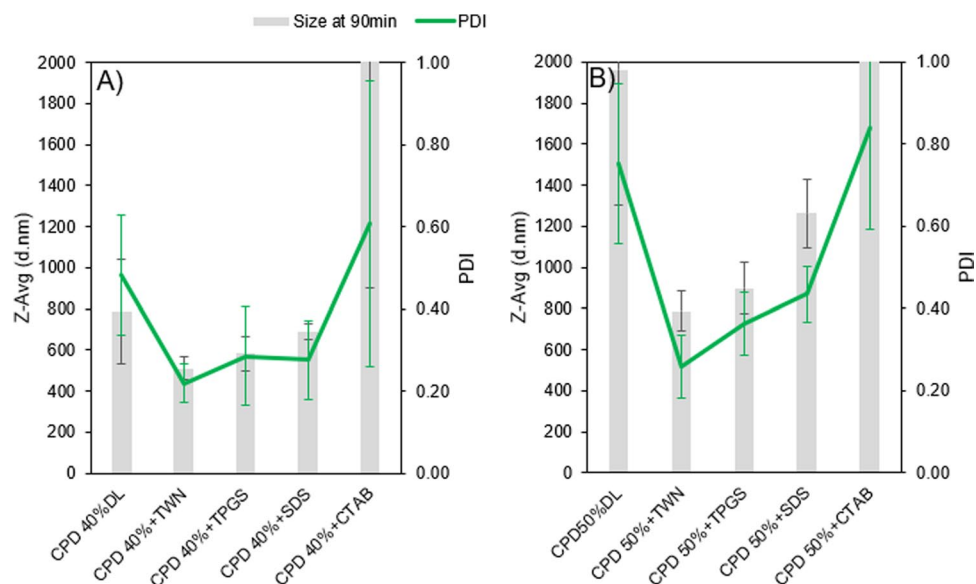 Size at 90min PDI
A)
2000
1800
1600
1400
1200
1000
800
600
400
200
0
Z-Avg (d.nm)
1.00
0.80
0.60
0.40
0.20
0.00
PDI
CPD 40%DL
CPD 40%+TWN
CPD 40%+TPGS
CPD 40%+SDS
CPD 40%+CTAB
B)
2000
1800
1600
1400
1200
1000
800
600
400
200
0
Z-Avg (d.nm)
1.00
0.80
0.60
0.40
0.20
0.00
PDI
CPD50%DL
CPD 50%+TWN
CPD 50%+TPGS
CPD 50%+SDS
CPD 50%+CTAB